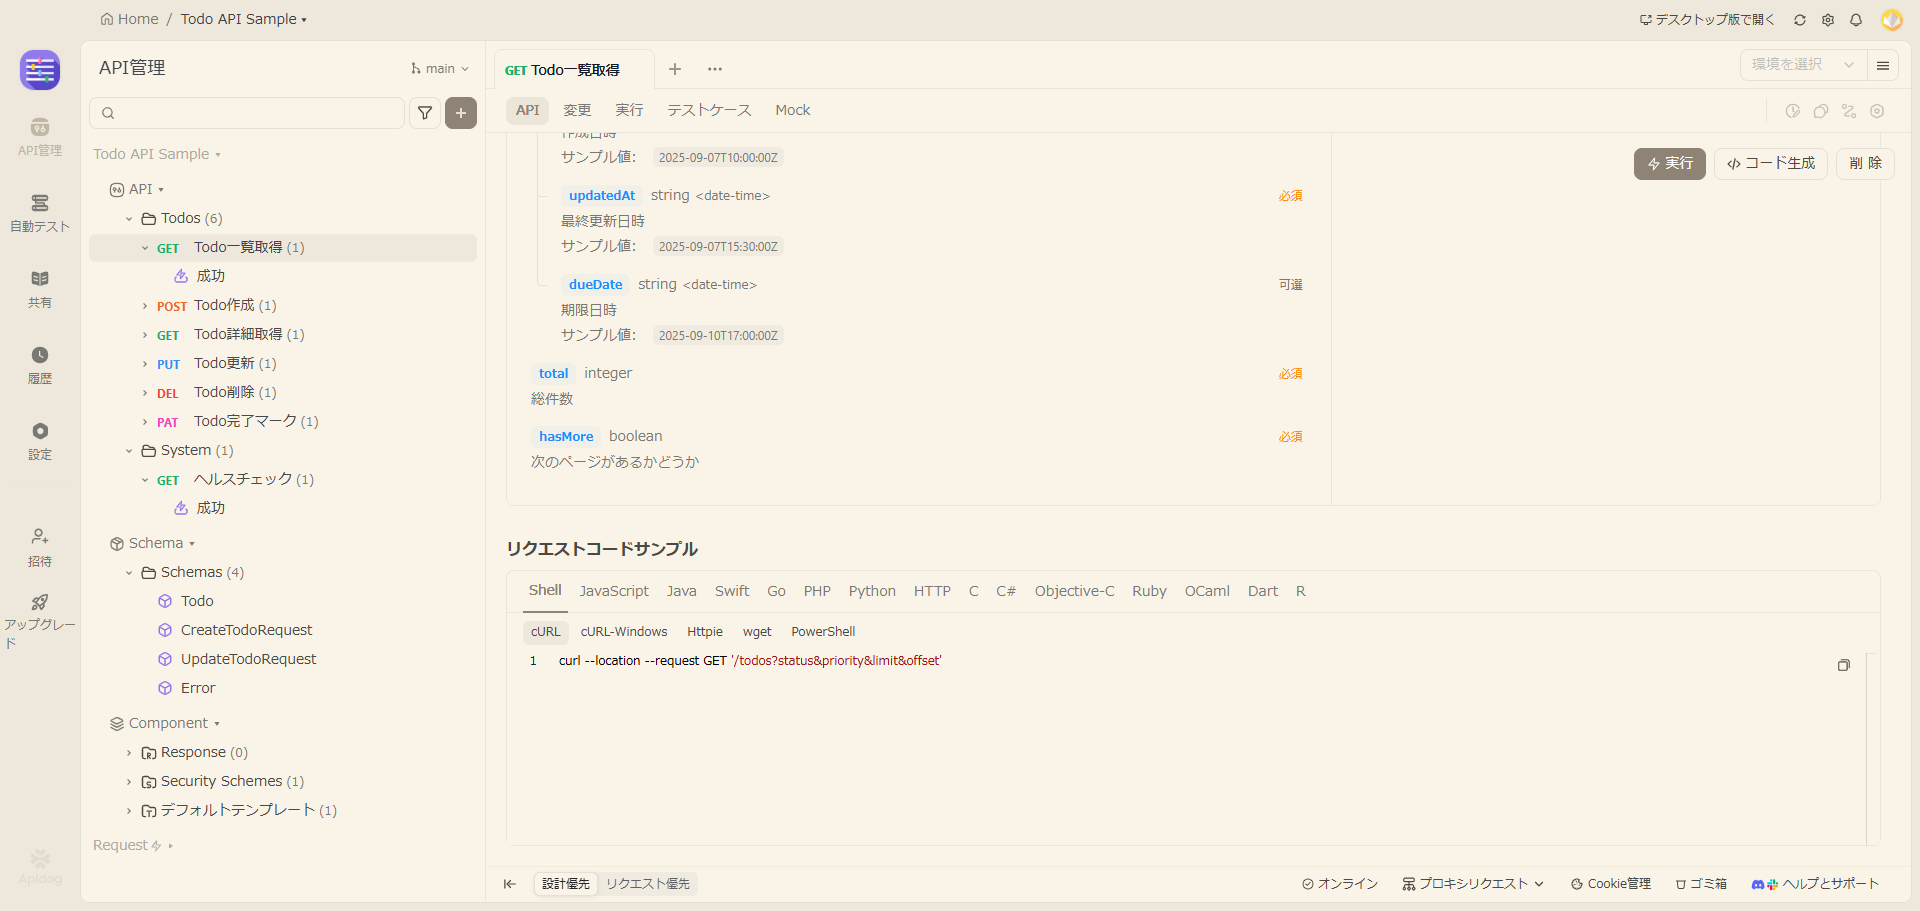 Home / Todo API Sample
デスクトップ版で開く
API管理
自動テスト
共有
履歴
設定
招待
アップグレード
Apidog
API管理
main
Todo API Sample
API
Todos (6)
GET Todo一覧取得 (1)
成功
POST Todo作成 (1)
GET Todo詳細取得 (1)
PUT Todo更新 (1)
DEL Todo削除 (1)
PAT Todo完了マーク (1)
System (1)
GET ヘルスチェック (1)
成功
Schema
Schemas (4)
Todo
CreateTodoRequest
UpdateTodoRequest
Error
Component
Response (0)
Security Schemes (1)
デフォルトテンプレート (1)
Request
GET Todo一覧取得
環境を選択
API 変更 実行 テストケース Mock
実行 コード生成 削 除
作成日時
サンプル値: 2025-09-07T10:00:00Z
updatedAt string <date-time> 必須
最終更新日時
サンプル値: 2025-09-07T15:30:00Z
dueDate string <date-time> 可選
期限日時
サンプル値: 2025-09-10T17:00:00Z
total integer 必須
総件数
hasMore boolean 必須
次のページがあるかどうか
リクエストコードサンプル
Shell JavaScript Java Swift Go PHP Python HTTP C C# Objective-C Ruby OCaml Dart R
cURL cURL-Windows Httpie wget PowerShell
1 curl --location --request GET '/todos?status&priority&limit&offset'
設計優先 リクエスト優先
オンライン プロキシリクエスト Cookie管理 ゴミ箱 ヘルプとサポート